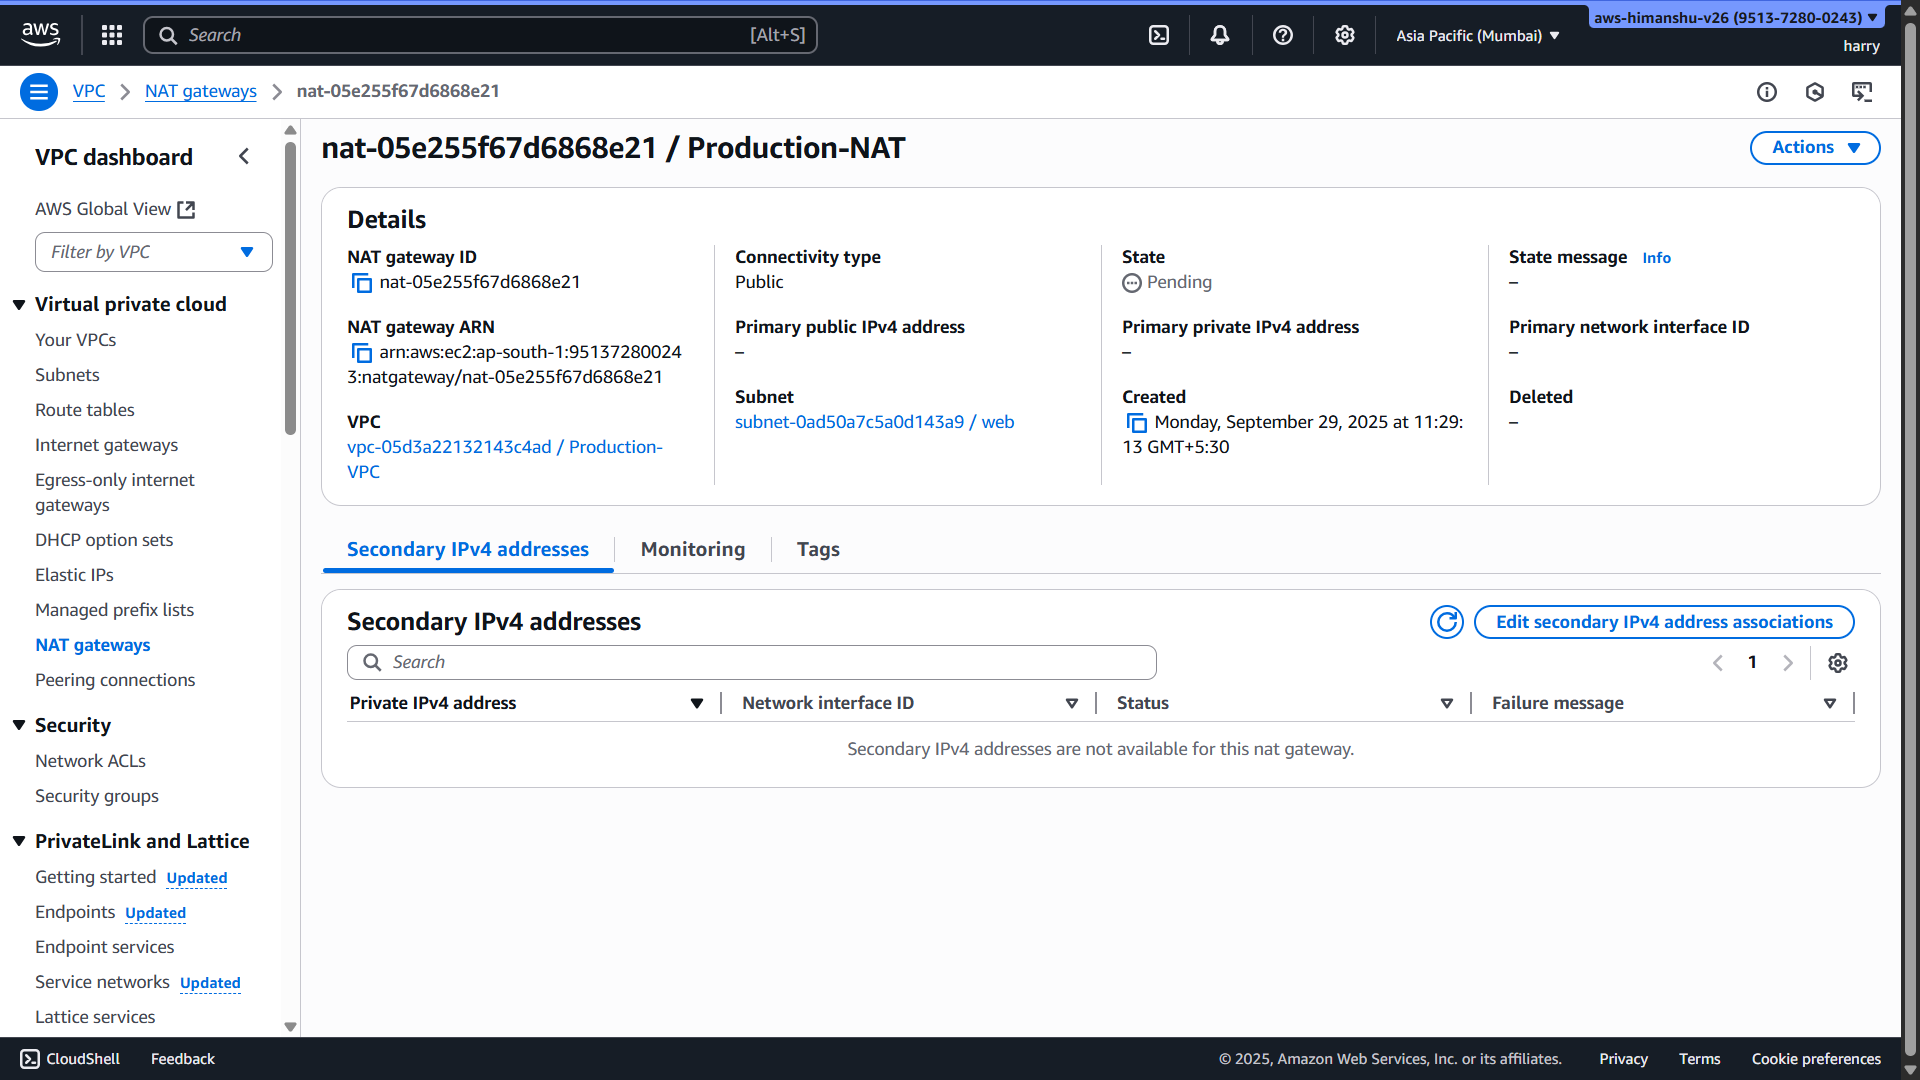 aws
Search
[Alt+S]
Asia Pacific (Mumbai)
aws-himanshu-v26 (9513-7280-0243)
harry
VPC
NAT gateways
nat-05e255f67d6868e21
VPC dashboard
AWS Global View
Filter by VPC
Virtual private cloud
Your VPCs
Subnets
Route tables
Internet gateways
Egress-only internet
gateways
DHCP option sets
Elastic IPs
Managed prefix lists
NAT gateways
Peering connections
Security
Network ACLs
Security groups
PrivateLink and Lattice
Getting started Updated
Endpoints Updated
Endpoint services
Service networks Updated
Lattice services
nat-05e255f67d6868e21 / Production-NAT
Actions
Details
NAT gateway ID
nat-05e255f67d6868e21
NAT gateway ARN
arn:aws:ec2:ap-south-1:95137280024
3:natgateway/nat-05e255f67d6868e21
VPC
vpc-05d3a22132143c4ad / Production-
VPC
Connectivity type
Public
Primary public IPv4 address
–
Subnet
subnet-0ad50a7c5a0d143a9 / web
State
Pending
Primary private IPv4 address
–
Created
Monday, September 29, 2025 at 11:29:
13 GMT+5:30
State message Info
–
Primary network interface ID
–
Deleted
–
Secondary IPv4 addresses
Monitoring
Tags
Secondary IPv4 addresses
Edit secondary IPv4 address associations
Search
1
Private IPv4 address
Network interface ID
Status
Failure message
Secondary IPv4 addresses are not available for this nat gateway.
CloudShell
Feedback
© 2025, Amazon Web Services, Inc. or its affiliates.
Privacy
Terms
Cookie preferences